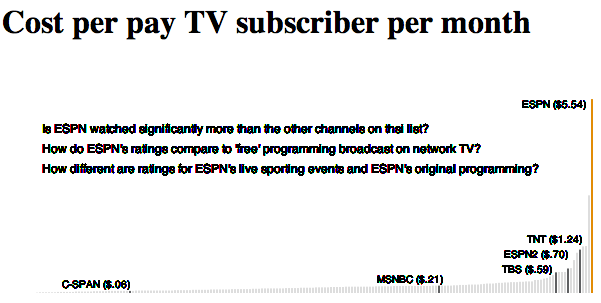 Cost per pay TV subscriber per month
ESPN ($5.54)
Is ESPN watched significantly more than the other channels on thsi list?
How do ESPN's ratings compare to 'free' programming broadcast on network TV?
How different are ratings for ESPN's live sporting events and ESPN's original programming?
TNT ($1.24)
ESPN2 ($.70)
TBS ($.59)
MSNBC ($.21)
C-SPAN ($.06)